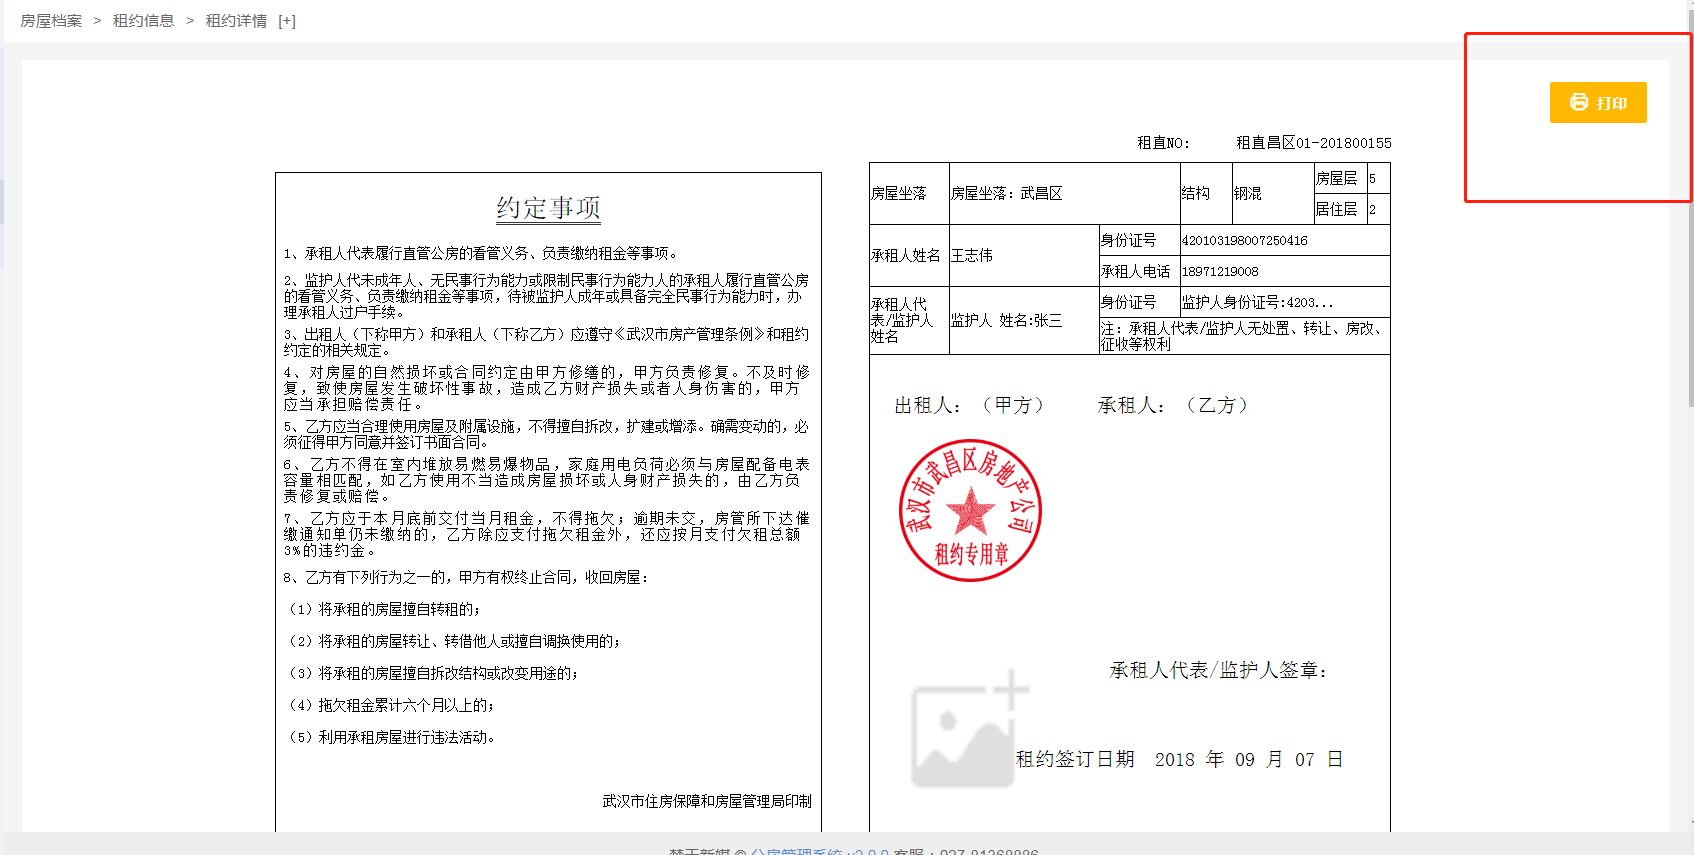 房屋档案 > 租约信息 > 租约详情 [+]
打印
租直NO: 租直昌区01-201800155
约定事项
1、承租人代表履行直管公房的看管义务、负责缴纳租金等事项。
2、监护人代未成年人、无民事行为能力或限制民事行为能力人的承租人履行直管公房
的看管义务、负责缴纳租金等事项，待被监护人成年或具备完全民事行为能力时，办
理承租人过户手续。
3、出租人（下称甲方）和承租人（下称乙方）应遵守《武汉市房产管理条例》和租约
约定的相关规定。
4、对房屋的自然损坏或合同约定由甲方修缮的，甲方负责修复。不及时修
复，致使房屋发生破坏性事故，造成乙方财产损失或者人身伤害的，甲方
应当承担赔偿责任。
5、乙方应当合理使用房屋及附属设施，不得擅自拆改，扩建或增添。确需变动的，必
须征得甲方同意并签订书面合同。
6、乙方不得在室内堆放易燃易爆物品，家庭用电负荷必须与房屋配备电表
容量相匹配，如乙方使用不当造成房屋损坏或人身财产损失的，由乙方负
责修复或赔偿。
7、乙方应于本月底前交付当月租金，不得拖欠；逾期未交，房管所下达催
缴通知单仍未缴纳的，乙方除应支付拖欠租金外，还应按月支付欠租总额
3%的违约金。
8、乙方有下列行为之一的，甲方有权终止合同，收回房屋：
（1）将承租的房屋擅自转租的；
（2）将承租的房屋转让、转借他人或擅自调换使用的；
（3）将承租的房屋擅自拆改结构或改变用途的；
（4）拖欠租金累计六个月以上的；
（5）利用承租房屋进行违法活动。
武汉市住房保障和房屋管理局印制
房屋坐落 房屋坐落：武昌区 结构 钢混 房屋层 5
居住层 2
承租人姓名 王志伟 身份证号 420103198007250416
承租人电话 18971219008
承租人代
表/监护人
姓名
监护人 姓名:张三 身份证号 监护人身份证号:4203...
注：承租人代表/监护人无处置、转让、房改、
征收等权利
出租人：（甲方） 承租人：（乙方）
武汉市武昌区房地产公司
租约专用章
承租人代表/监护人签章：
租约签订日期 2018 年 09 月 07 日
楚天新媒 © 公房管理系统 v2.0.0 客服：027-81368886